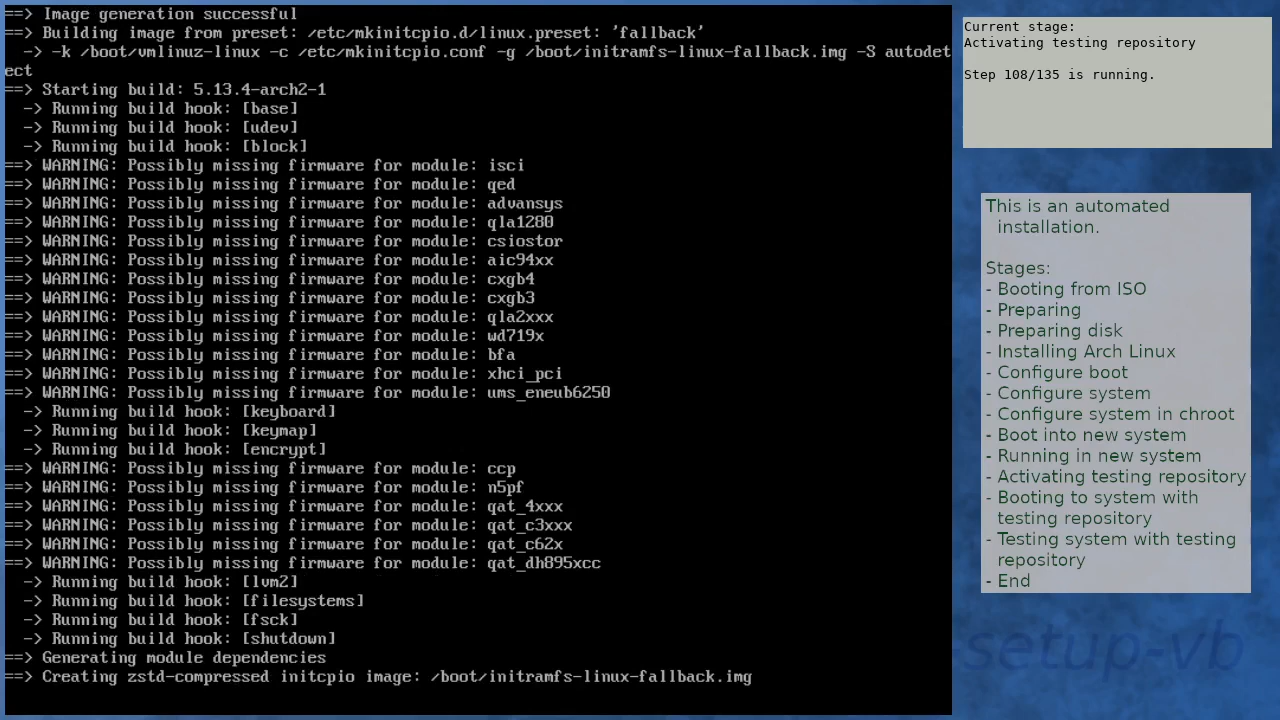 ==> Image generation successful
==> Building image from preset: /etc/mkinitcpio.d/linux.preset: 'fallback'
  -> -k /boot/vmlinuz-linux -c /etc/mkinitcpio.conf -g /boot/initramfs-linux-fallback.img -S autodet
ect
==> Starting build: 5.13.4-arch2-1
  -> Running build hook: [base]
  -> Running build hook: [udev]
  -> Running build hook: [block]
==> WARNING: Possibly missing firmware for module: isci
==> WARNING: Possibly missing firmware for module: qed
==> WARNING: Possibly missing firmware for module: advansys
==> WARNING: Possibly missing firmware for module: qla1280
==> WARNING: Possibly missing firmware for module: csiostor
==> WARNING: Possibly missing firmware for module: aic94xx
==> WARNING: Possibly missing firmware for module: cxgb4
==> WARNING: Possibly missing firmware for module: cxgb3
==> WARNING: Possibly missing firmware for module: qla2xxx
==> WARNING: Possibly missing firmware for module: wd719x
==> WARNING: Possibly missing firmware for module: bfa
==> WARNING: Possibly missing firmware for module: xhci_pci
==> WARNING: Possibly missing firmware for module: ums_eneub6250
  -> Running build hook: [keyboard]
  -> Running build hook: [keymap]
  -> Running build hook: [encrypt]
==> WARNING: Possibly missing firmware for module: ccp
==> WARNING: Possibly missing firmware for module: n5pf
==> WARNING: Possibly missing firmware for module: qat_4xxx
==> WARNING: Possibly missing firmware for module: qat_c3xxx
==> WARNING: Possibly missing firmware for module: qat_c62x
==> WARNING: Possibly missing firmware for module: qat_dh895xcc
  -> Running build hook: [lvm2]
  -> Running build hook: [filesystems]
  -> Running build hook: [fsck]
  -> Running build hook: [shutdown]
==> Generating module dependencies
==> Creating zstd-compressed initcpio image: /boot/initramfs-linux-fallback.img
Current stage:
Activating testing repository
Step 108/135 is running.
This is an automated
installation.
Stages:
- Booting from ISO
- Preparing
- Preparing disk
- Installing Arch Linux
- Configure boot
- Configure system
- Configure system in chroot
- Boot into new system
- Running in new system
- Activating testing repository
- Booting to system with
testing repository
- Testing system with testing
repository
- End
setup-vb